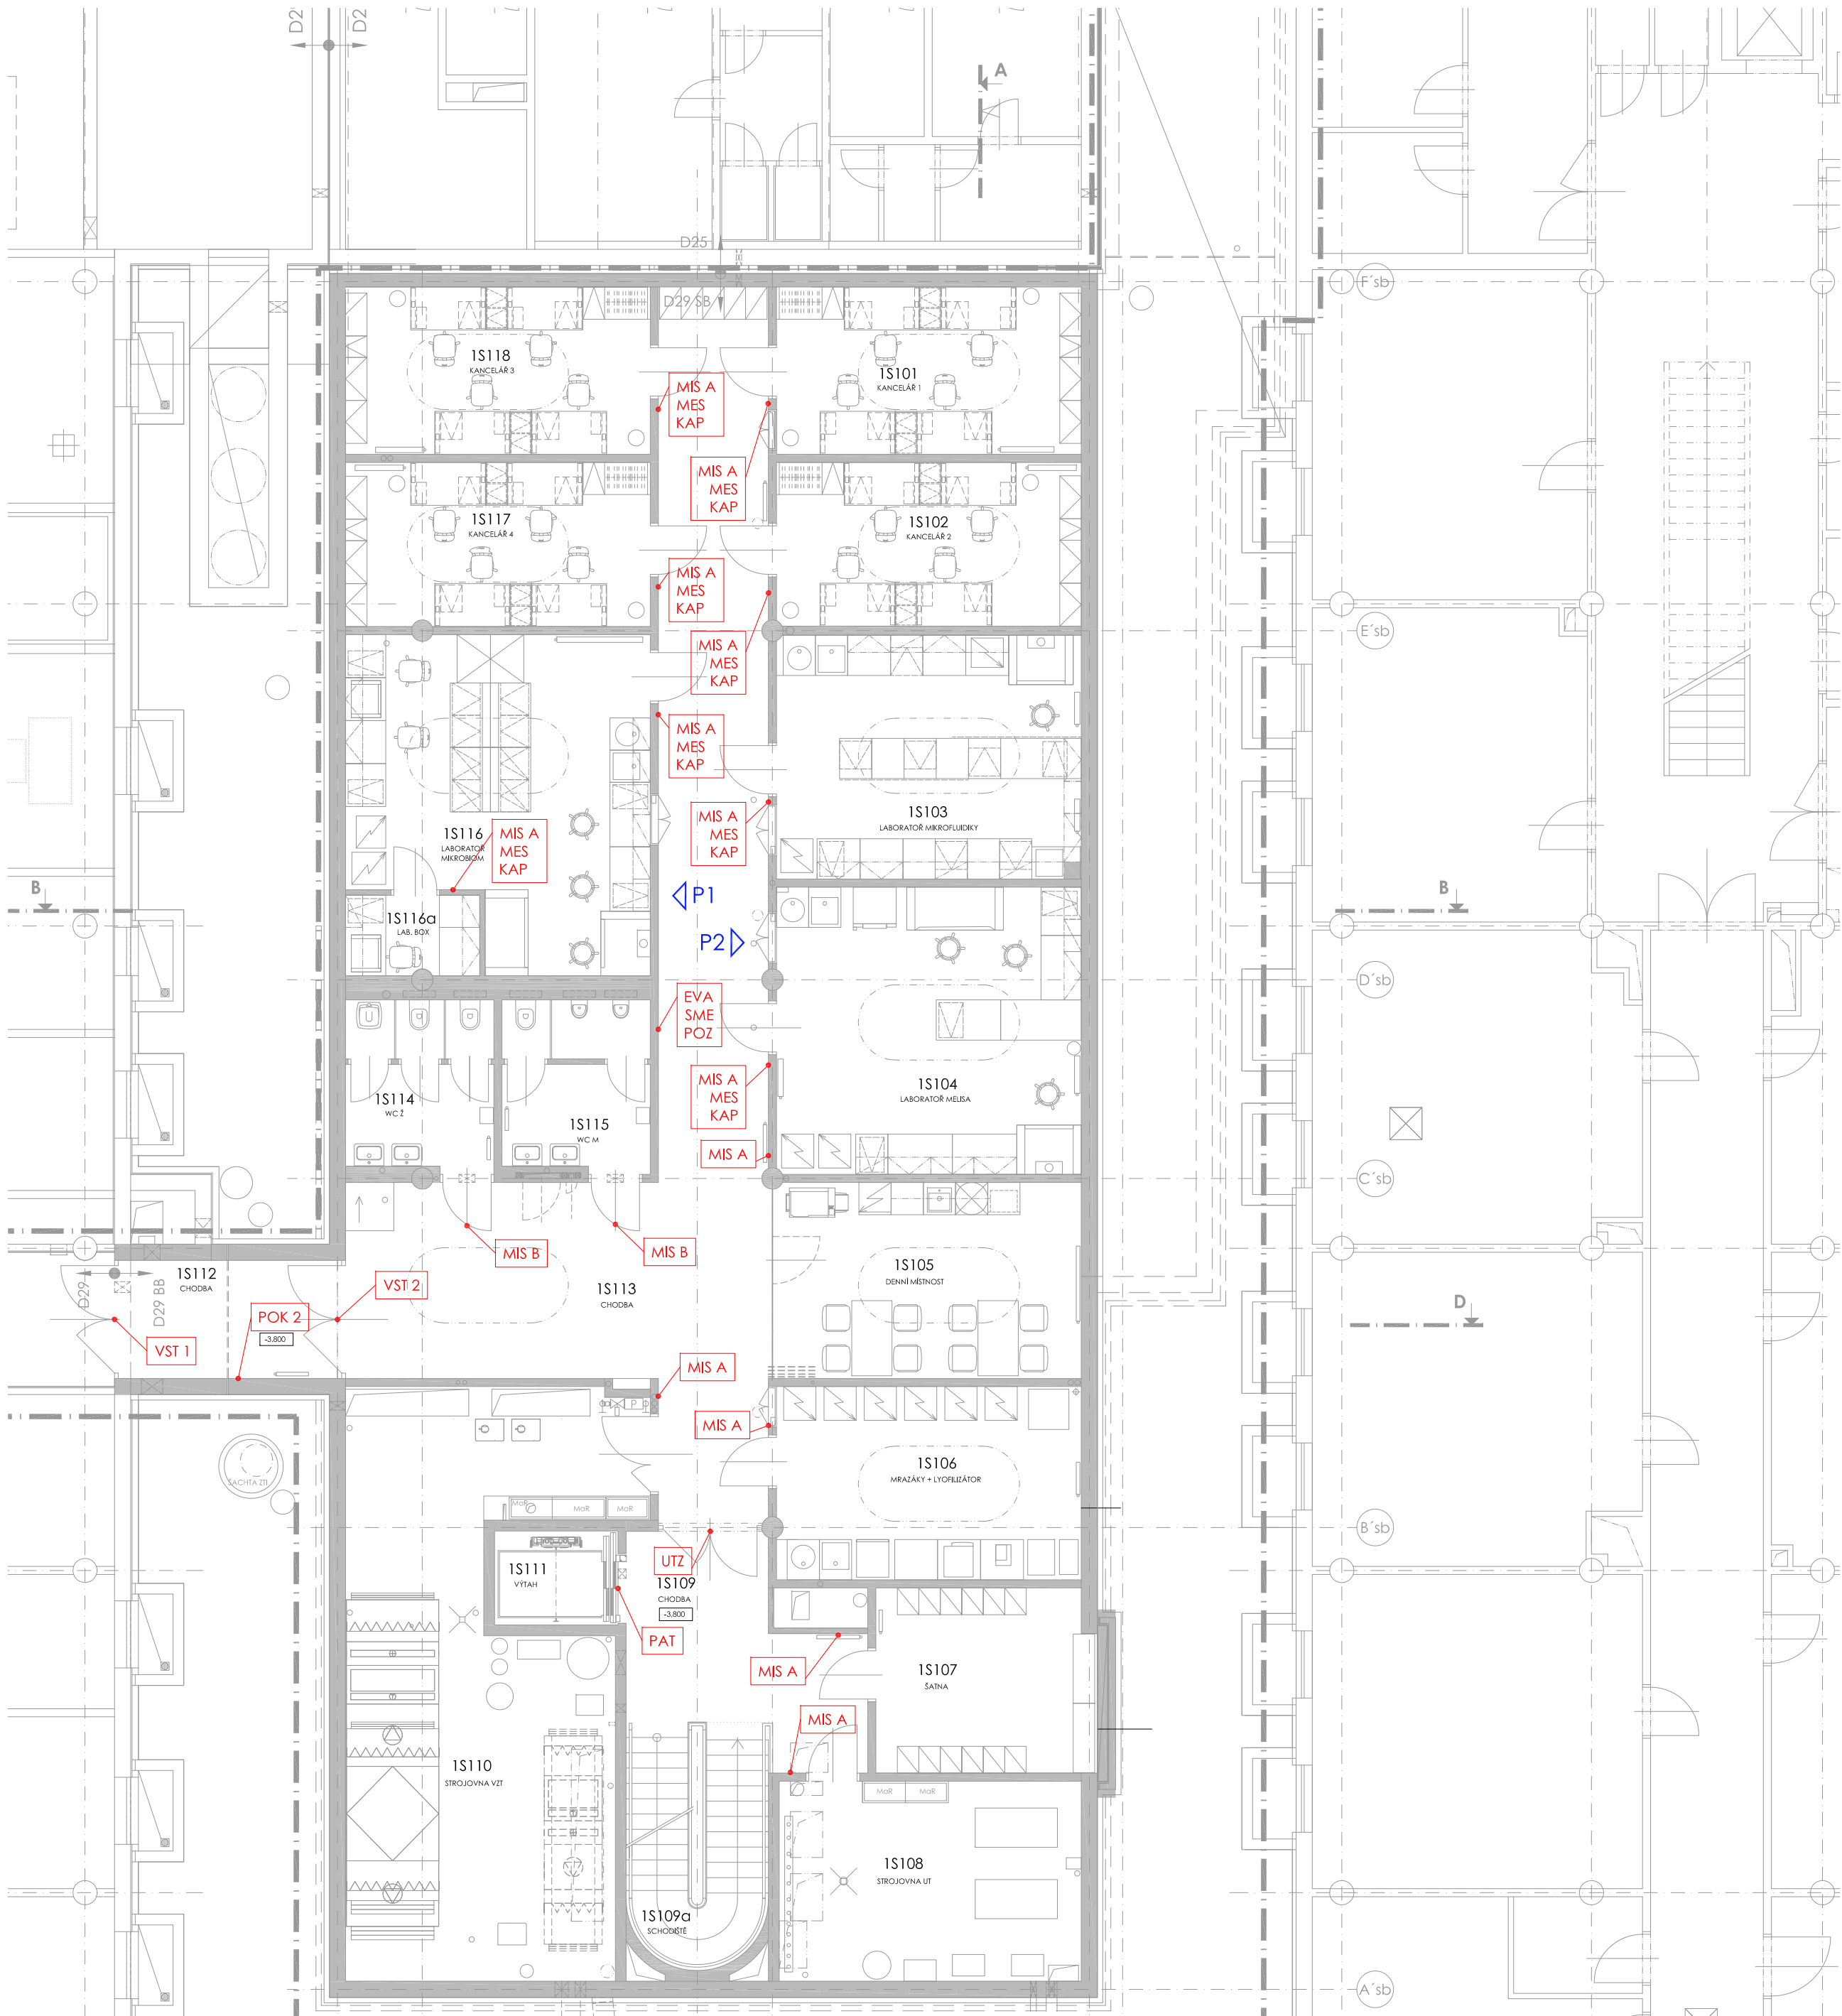 D2
D2
A
D25
D29 SB
F´sb
1S118
KANCELÁŘ 3
1S101
KANCELÁŘ 1
MIS A
MES
KAP
MIS A
MES
KAP
1S117
KANCELÁŘ 4
1S102
KANCELÁŘ 2
MIS A
MES
KAP
E´sb
MIS A
MES
KAP
MIS A
MES
KAP
MIS A
MES
KAP
1S103
LABORATOŘ MIKROFLUIDIKY
1S116
LABORATOŘ
MIKROBIOM
MIS A
MES
KAP
B
P1
B
1S116a
LAB. BOX
P2
D´sb
EVA
SME
POZ
U
MIS A
MES
KAP
1S104
LABORATOŘ MELISA
1S114
WC Ž
1S115
WC M
MIS A
C´sb
MIS B
MIS B
1S112
CHODBA
1S105
DENNÍ MÍSTNOST
VST 2
1S113
CHODBA
D29
D29 BB
POK 2
-3,800
D
VST 1
MIS A
P
MIS A
1S106
MRAZÁKY + LYOFILIZÁTOR
ŠACHTA ZTI
MaR
MaR
MaR
B´sb
UTZ
1S111
VÝTAH
1S109
CHODBA
-3,800
PAT
MIS A
1S107
ŠATNA
MIS A
1S110
STROJOVNA VZT
MaR
MaR
1S108
STROJOVNA UT
1S109a
SCHODIŠTĚ
A´sb